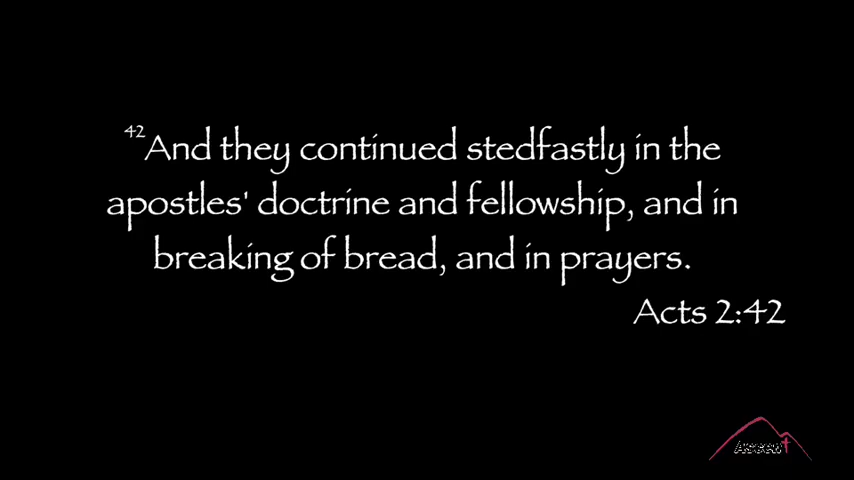 42And they continued stedfastly in the
apostles' doctrine and fellowship, and in
breaking of bread, and in prayers.
Acts 2:42